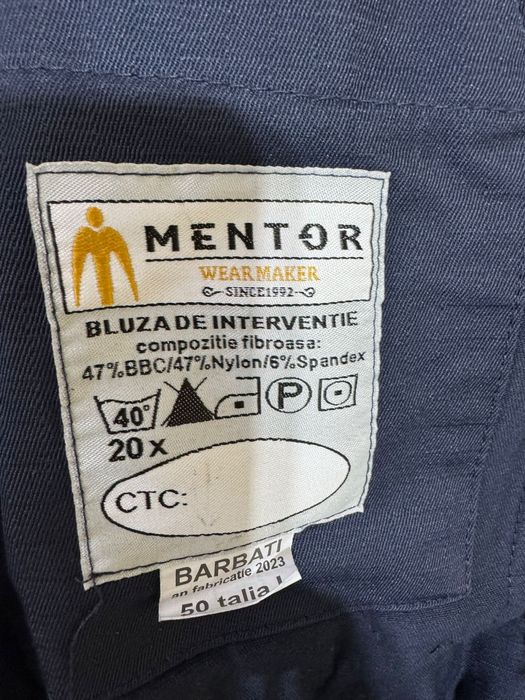 MENTOR
WEARMAKER
SINCE1992
BLUZA DE INTERVENTIE
compozitie fibroasa:
47%BBC/47%Nylon/6%Spandex
40° P
20 x
CTC:
BARBATI
an fabricatie 2023
50 talia